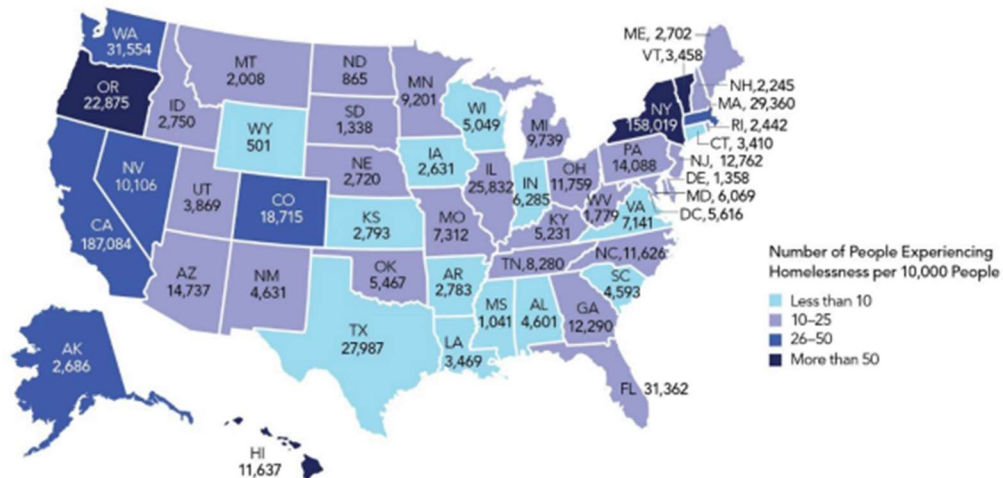 WA
31,554
OR
22,875
CA
187,084
NV
10,106
ID
2,750
MT
2,008
WY
501
UT
3,869
CO
18,715
AZ
14,737
NM
4,631
ND
865
SD
1,338
NE
2,720
KS
2,793
OK
5,467
TX
27,987
MN
9,201
IA
2,631
MO
7,312
AR
2,783
LA
3,469
WI
5,049
IL
25,832
MS
1,041
MI
9,739
IN
6,285
OH
11,759
KY
5,231
TN, 8,280
AL
4,601
GA
12,290
FL 31,362
SC
4,593
NC, 11,626
WV
1,779
VA
7,141
PA
14,088
NY
158,019
ME, 2,702
VT, 3,458
NH, 2,245
MA, 29,360
RI, 2,442
CT, 3,410
NJ, 12,762
DE, 1,358
MD, 6,069
DC, 5,616
AK
2,686
HI
11,637
Number of People Experiencing
Homelessness per 10,000 People
Less than 10
10–25
26–50
More than 50